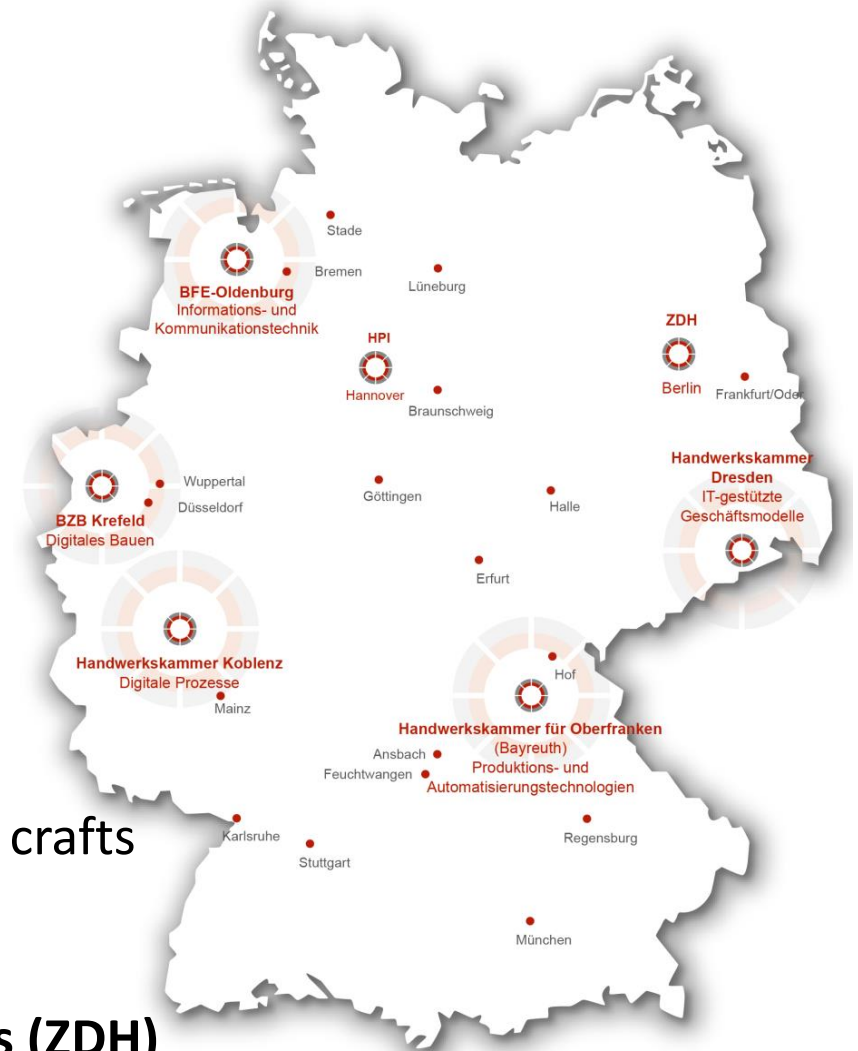 Stade
Bremen
BFE-Oldenburg
Informations- und
Kommunikationstechnik
Lüneburg
HPI
Hannover
Braunschweig
ZDH
Berlin
Frankfurt/Oder
Wuppertal
Düsseldorf
BZB Krefeld
Digitales Bauen
Göttingen
Halle
Handwerkskammer
Dresden
IT-gestützte
Geschäftsmodelle
Erfurt
Handwerkskammer Koblenz
Digitale Prozesse
Mainz
Hof
Handwerkskammer für Oberfranken
(Bayreuth)
Produktions- und
Automatisierungstechnologien
Ansbach
Feuchtwangen
Karlsruhe
Stuttgart
Regensburg
München
crafts
s (ZDH)